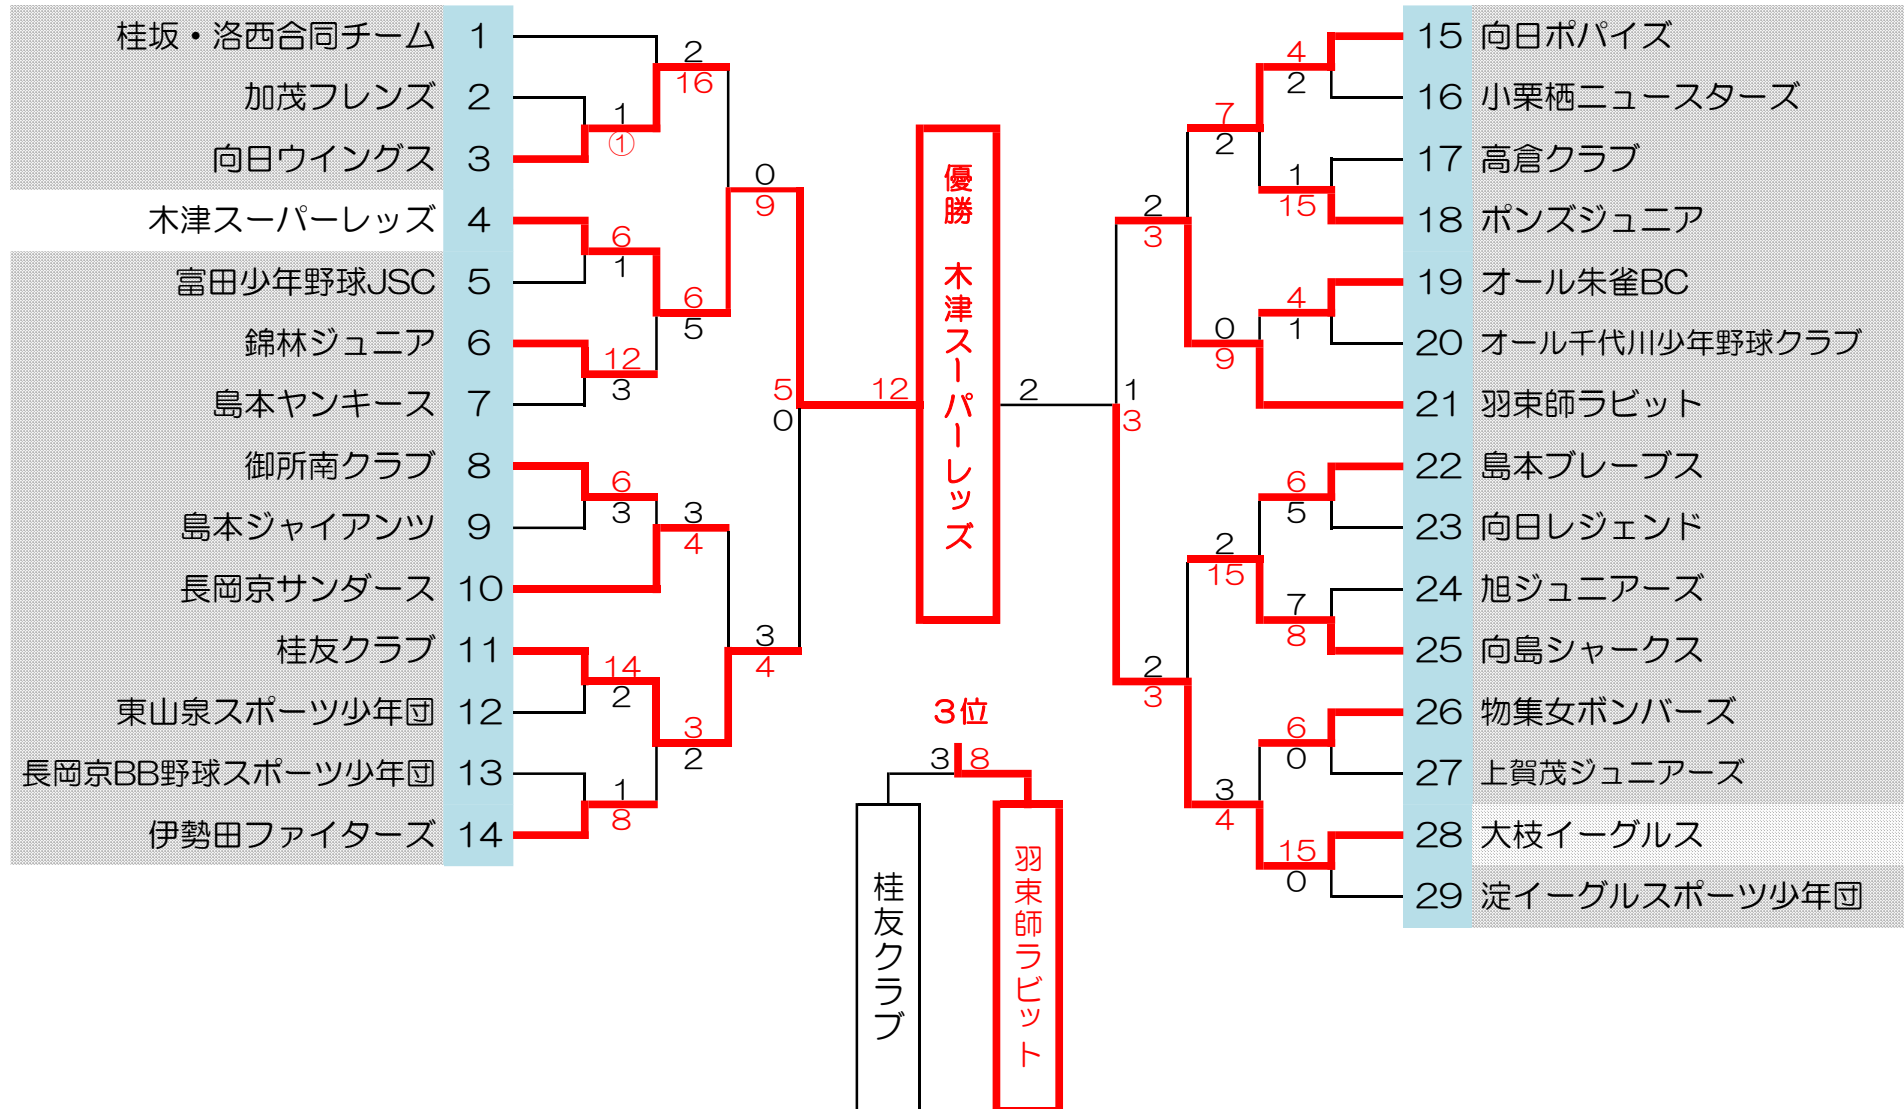 桂坂・洛西合同チーム 1
加茂フレンズ 2
向日ウイングス 3
木津スーパーレッズ 4
富田少年野球JSC 5
錦林ジュニア 6
島本ヤンキース 7
御所南クラブ 8
島本ジャイアンツ 9
長岡京サンダース 10
桂友クラブ 11
東山泉スポーツ少年団 12
長岡京BB野球スポーツ少年団 13
伊勢田ファイターズ 14
1
①
6
1
12
3
6
3
14
2
1
8
2
16
6
5
3
4
3
2
0
9
3
4
5
0
12
優勝 木津スーパーレッズ
2
1
3
2
3
2
3
7
2
0
9
2
15
3
4
4
2
1
15
4
1
6
5
7
8
6
0
15
0
15 向日ポパイズ
16 小栗栖ニュースターズ
17 高倉クラブ
18 ポンズジュニア
19 オール朱雀BC
20 オール千代川少年野球クラブ
21 羽束師ラビット
22 島本ブレーブス
23 向日レジェンド
24 旭ジュニアーズ
25 向島シャークス
26 物集女ボンバーズ
27 上賀茂ジュニアーズ
28 大枝イーグルス
29 淀イーグルスポーツ少年団
3位
3 8
桂友クラブ
羽束師ラビット